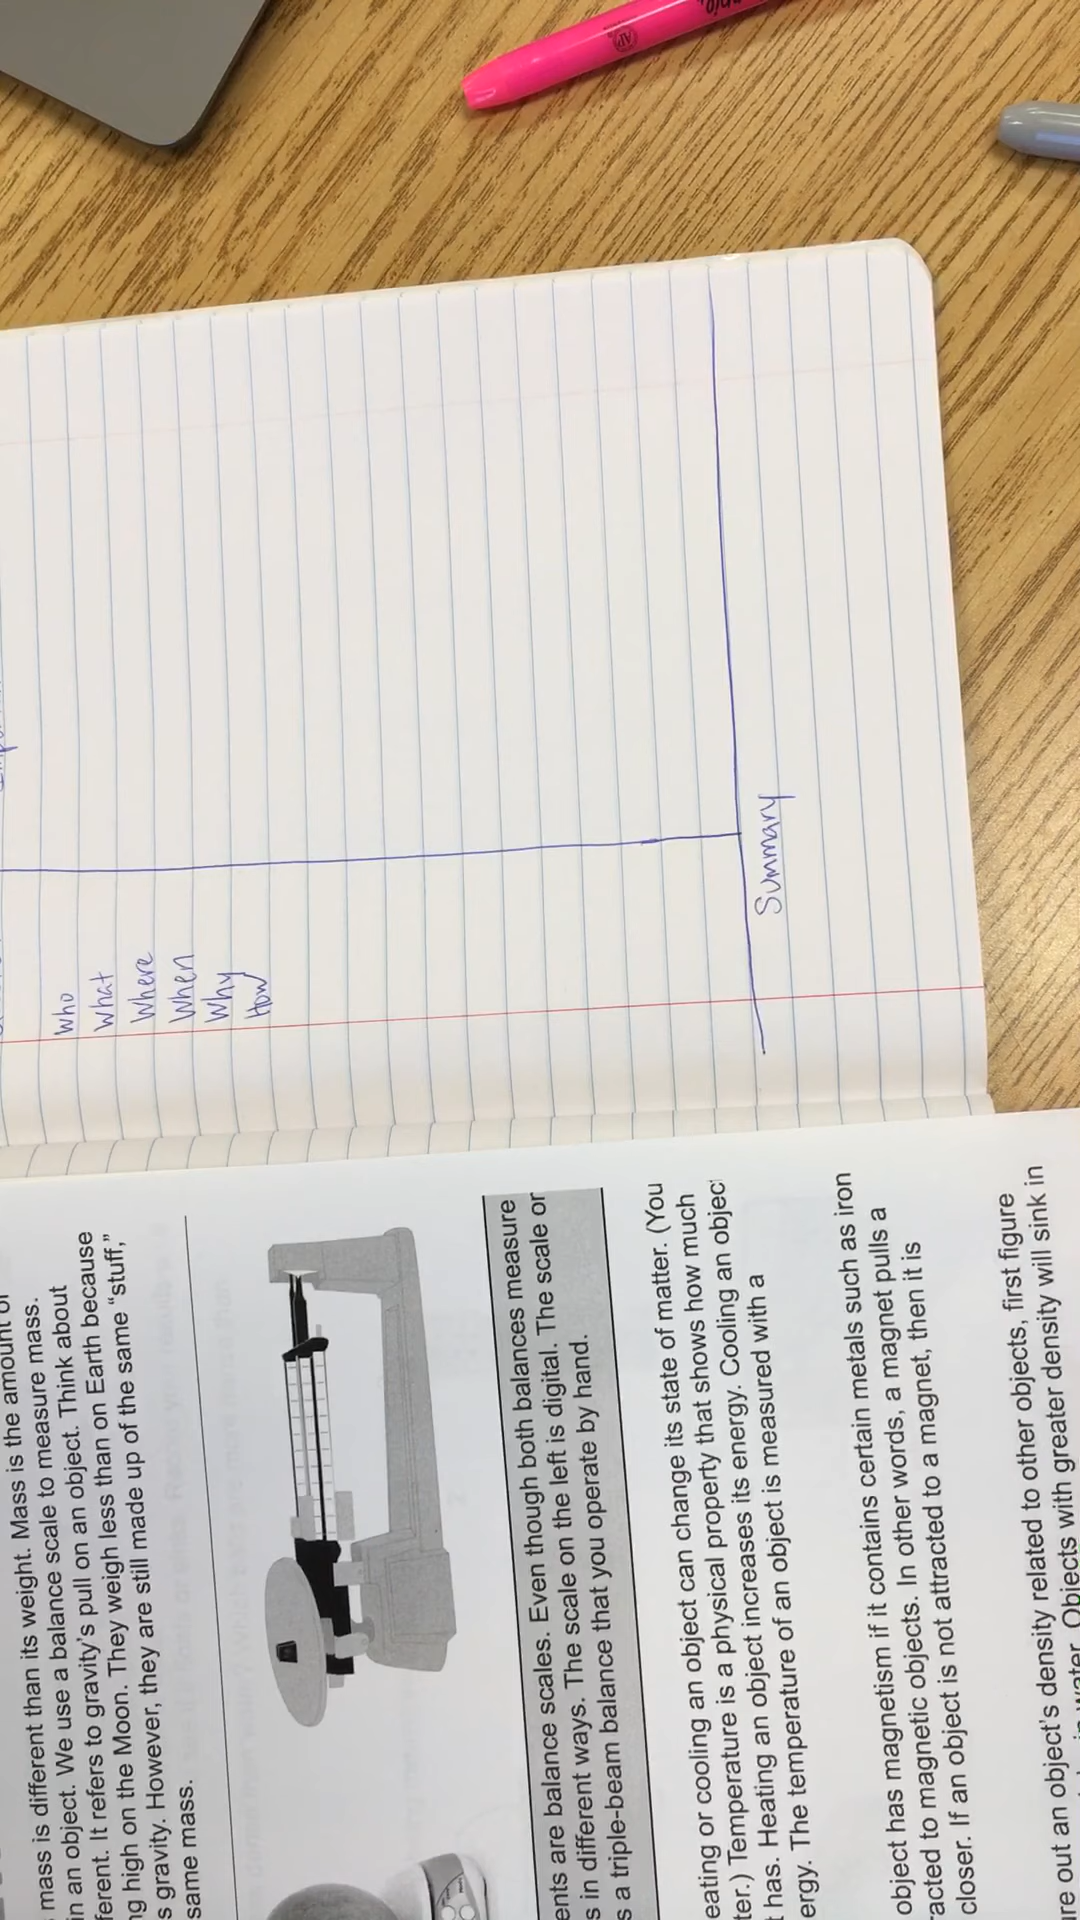 Who
What
Where
When
Why
How
Summary
mass is different than its weight. Mass is the amount of
in an object. We use a balance scale to measure mass.
ferent. It refers to gravity's pull on an object. Think about
ng high on the Moon. They weigh less than on Earth because
s gravity. However, they are still made up of the same “stuff,”
same mass.
ents are balance scales. Even though both balances measure
s in different ways. The scale on the left is digital. The scale or
s a triple-beam balance that you operate by hand.
eating or cooling an object can change its state of matter. (You
ter.) Temperature is a physical property that shows how much
t has. Heating an object increases its energy. Cooling an objec
ergy. The temperature of an object is measured with a
object has magnetism if it contains certain metals such as iron
racted to magnetic objects. In other words, a magnet pulls a
closer. If an object is not attracted to a magnet, then it is
re out an object's density related to other objects, first figure
water. Objects with greater density will sink in
AP